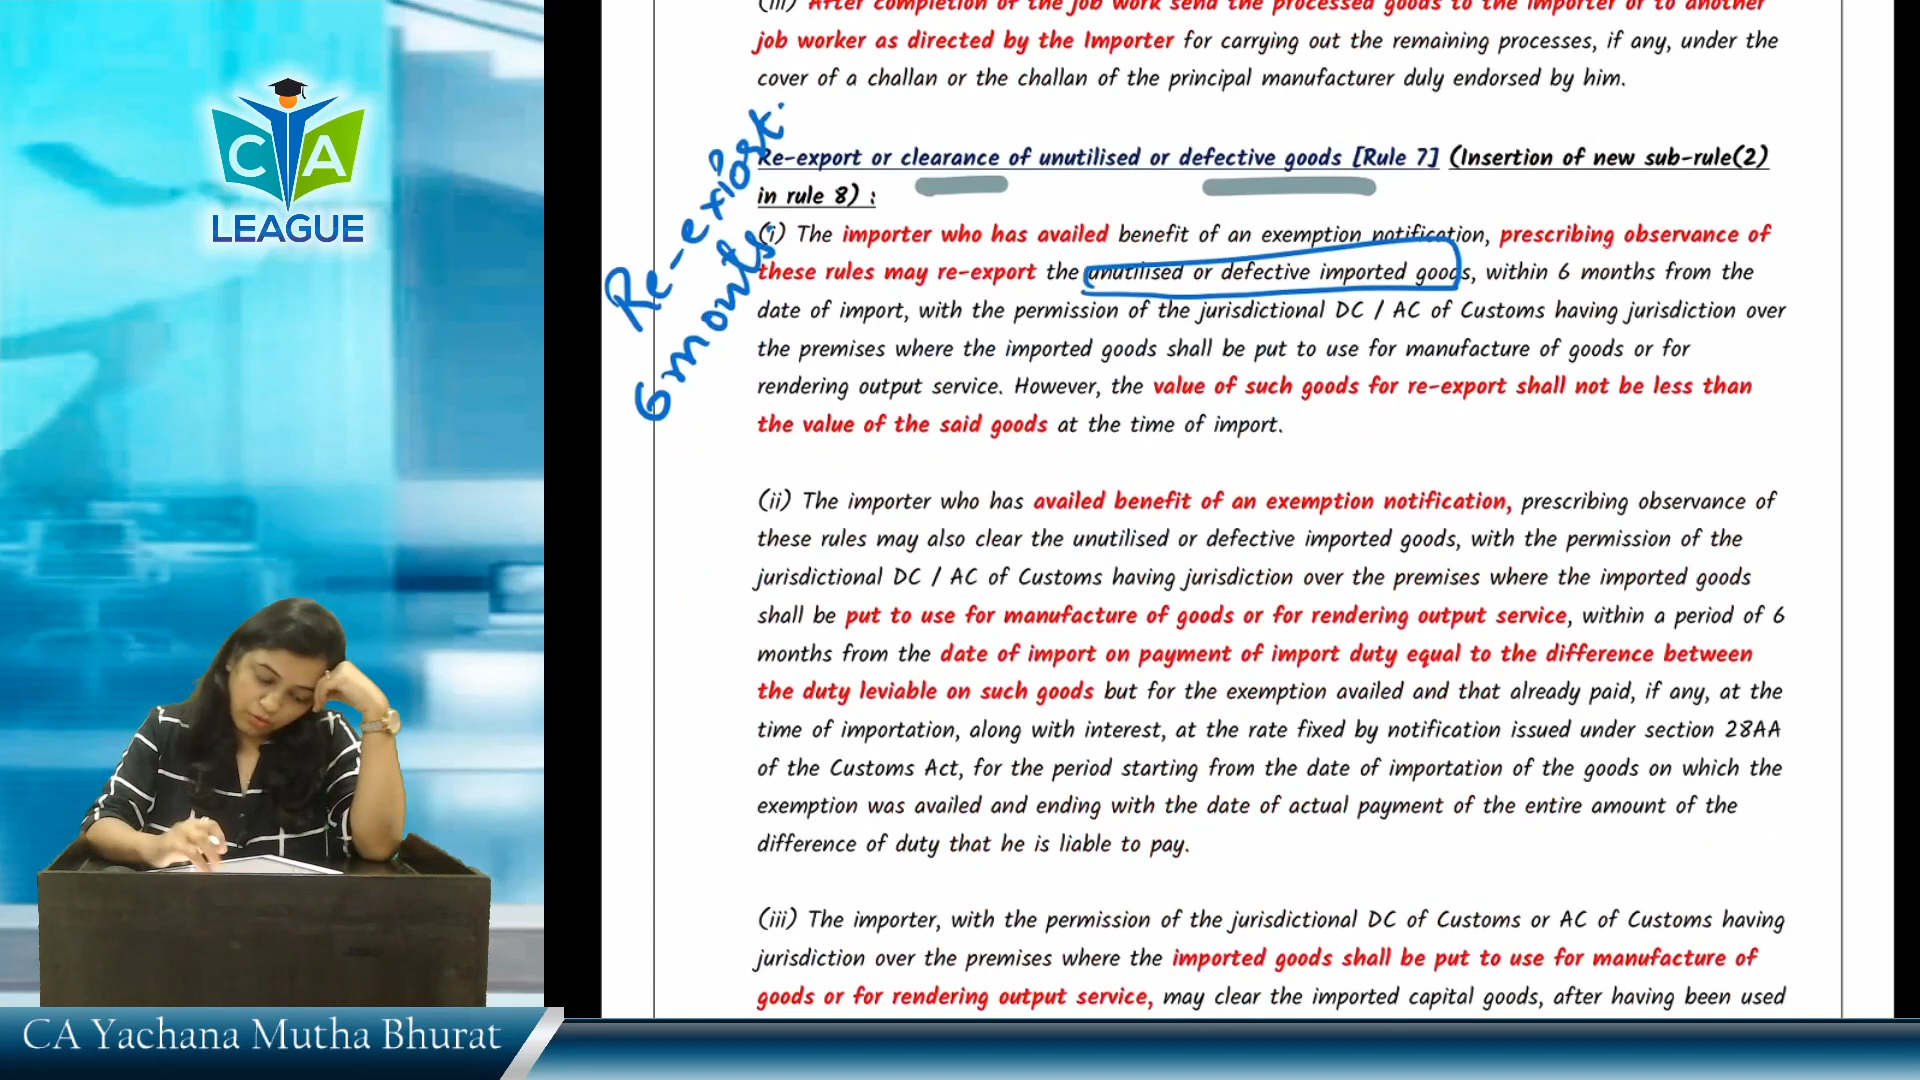 C A
LEAGUE
(iii) After completion of the job work send the processed goods to the Importer or to another
job worker as directed by the Importer for carrying out the remaining processes, if any, under the
cover of a challan or the challan of the principal manufacturer duly endorsed by him.
Re-export or clearance of unutilised or defective goods [Rule 7] (Insertion of new sub-rule(2)
in rule 8) :
(i) The importer who has availed benefit of an exemption notification, prescribing observance of
these rules may re-export the unutilised or defective imported goods, within 6 months from the
date of import, with the permission of the jurisdictional DC / AC of Customs having jurisdiction over
the premises where the imported goods shall be put to use for manufacture of goods or for
rendering output service. However, the value of such goods for re-export shall not be less than
the value of the said goods at the time of import.
Re-export.
6 months
(ii) The importer who has availed benefit of an exemption notification, prescribing observance of
these rules may also clear the unutilised or defective imported goods, with the permission of the
jurisdictional DC / AC of Customs having jurisdiction over the premises where the imported goods
shall be put to use for manufacture of goods or for rendering output service, within a period of 6
months from the date of import on payment of import duty equal to the difference between
the duty leviable on such goods but for the exemption availed and that already paid, if any, at the
time of importation, along with interest, at the rate fixed by notification issued under section 28AA
of the Customs Act, for the period starting from the date of importation of the goods on which the
exemption was availed and ending with the date of actual payment of the entire amount of the
difference of duty that he is liable to pay.
(iii) The importer, with the permission of the jurisdictional DC of Customs or AC of Customs having
jurisdiction over the premises where the imported goods shall be put to use for manufacture of
goods or for rendering output service, may clear the imported capital goods, after having been used
CA Yachana Mutha Bhurat